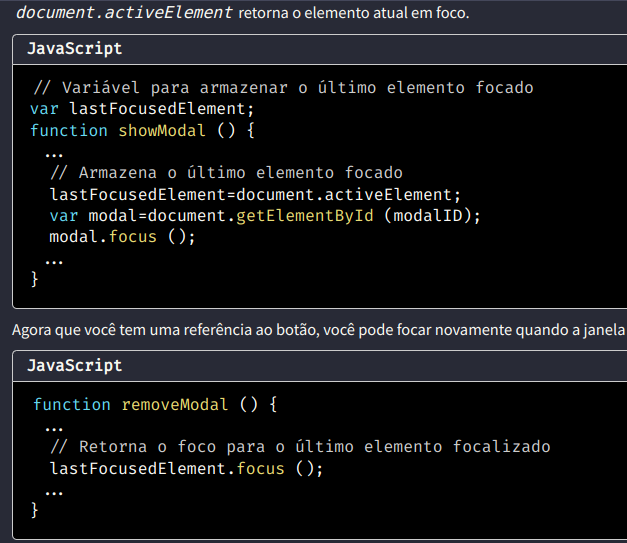 document.activeElement retorna o elemento atual em foco.
JavaScript
// Variável para armazenar o último elemento focado
var lastFocusedElement;
function showModal () {
...
// Armazena o último elemento focado
lastFocusedElement=document.activeElement;
var modal=document.getElementById (modalID);
modal.focus ();
...
}
Agora que você tem uma referência ao botão, você pode focar novamente quando a janela
JavaScript
function removeModal () {
...
// Retorna o foco para o último elemento focalizado
lastFocusedElement.focus ();
...
}